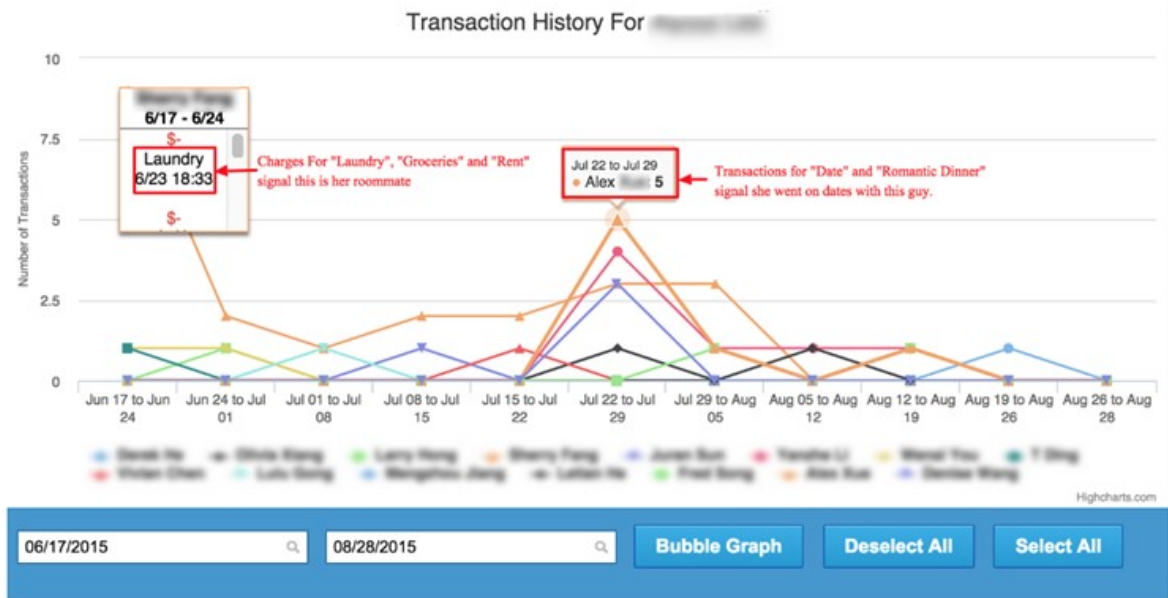 Transaction History For
10
7.5
5
2.5
0
Number of Transactions
6/17 - 6/24
$-
Laundry
6/23 18:33
$-
Charges For "Laundry", "Groceries" and "Rent"
signal this is her roommate
Jul 22 to Jul 29
Alex 5
Transactions for "Date" and "Romantic Dinner"
signal she went on dates with this guy.
Jun 17 to Jun 24
Jun 24 to Jul 01
Jul 01 to Jul 08
Jul 08 to Jul 15
Jul 15 to Jul 22
Jul 22 to Jul 29
Jul 29 to Aug 05
Aug 05 to Aug 12
Aug 12 to Aug 19
Aug 19 to Aug 26
Aug 26 to Aug 28
Highcharts.com
06/17/2015
08/28/2015
Bubble Graph
Deselect All
Select All